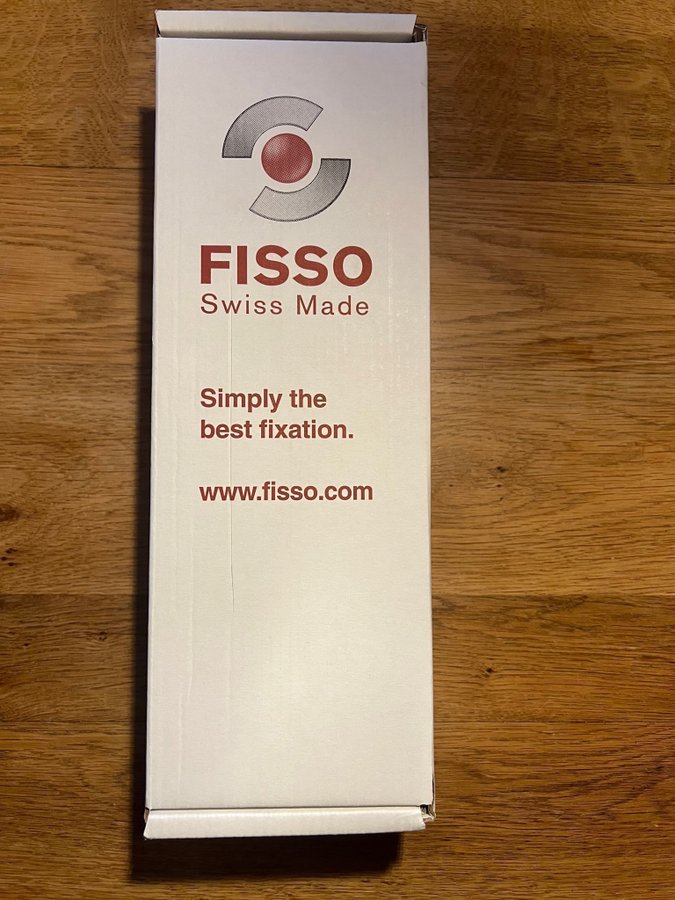 FISSO
Swiss Made
Simply the
best fixation.
www.fisso.com